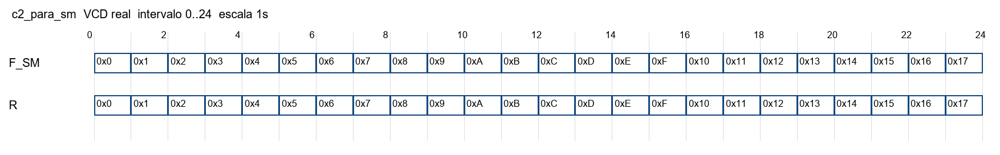 c2_para_sm  VCD real  intervalo 0..24  escala 1s
0 2 4 6 8 10 12 14 16 18 20 22 24
F_SM 0x0 0x1 0x2 0x3 0x4 0x5 0x6 0x7 0x8 0x9 0xA 0xB 0xC 0xD 0xE 0xF 0x10 0x11 0x12 0x13 0x14 0x15 0x16 0x17
R 0x0 0x1 0x2 0x3 0x4 0x5 0x6 0x7 0x8 0x9 0xA 0xB 0xC 0xD 0xE 0xF 0x10 0x11 0x12 0x13 0x14 0x15 0x16 0x17